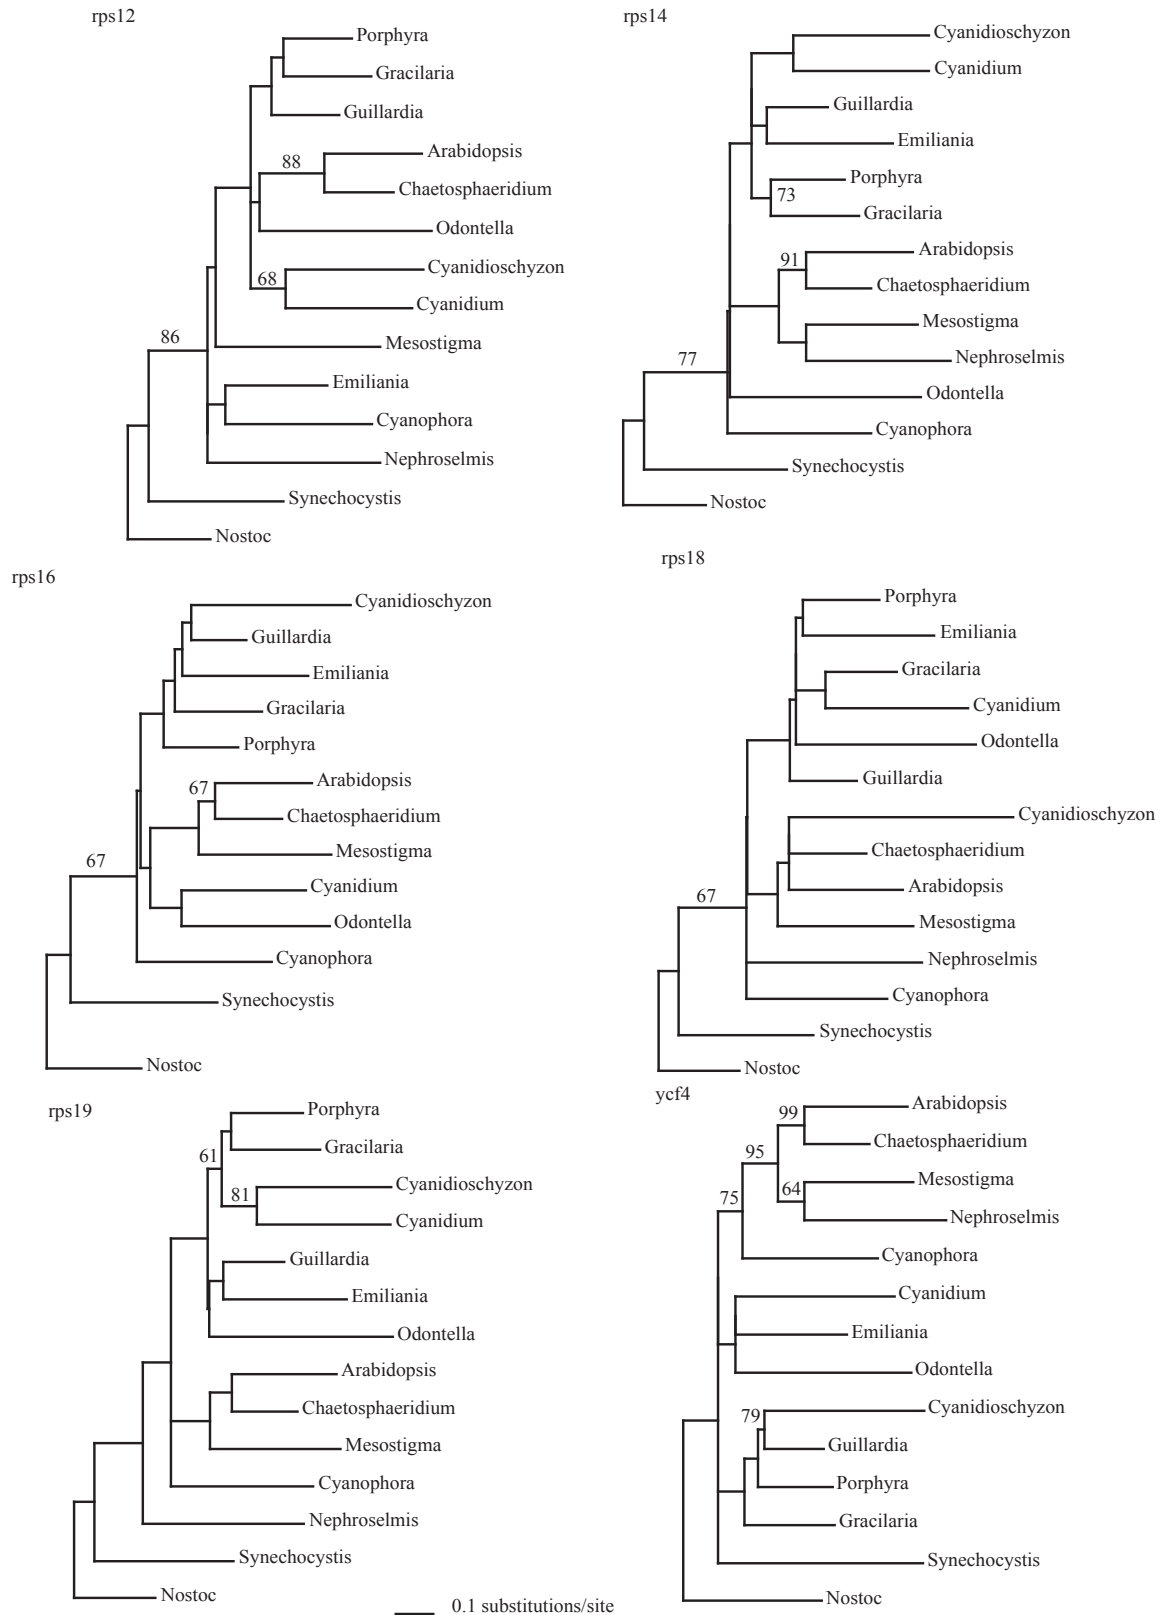 rps12
Porphyra
Gracilaria
Guillardia
88
Arabidopsis
Chaetosphaeridium
Odontella
68
Cyanidioschyzon
Cyanidium
86
Mesostigma
Emiliania
Cyanophora
Nephroselmis
Synechocystis
Nostoc
rps14
Cyanidioschyzon
Cyanidium
Guillardia
Emiliania
Porphyra
73
Gracilaria
91
Arabidopsis
Chaetosphaeridium
Mesostigma
Nephroselmis
77
Odontella
Cyanophora
Synechocystis
Nostoc
rps16
Cyanidioschyzon
Guillardia
Emiliania
Gracilaria
Porphyra
67
Arabidopsis
Chaetosphaeridium
Mesostigma
67
Cyanidium
Odontella
Cyanophora
Synechocystis
Nostoc
rps18
Porphyra
Emiliania
Gracilaria
Cyanidium
Odontella
Guillardia
Cyanidioschyzon
Chaetosphaeridium
Arabidopsis
67
Mesostigma
Nephroselmis
Cyanophora
Synechocystis
Nostoc
rps19
Porphyra
Gracilaria
61
81
Cyanidioschyzon
Cyanidium
Guillardia
Emiliania
Odontella
Arabidopsis
Chaetosphaeridium
Mesostigma
Cyanophora
Nephroselmis
Synechocystis
Nostoc
ycf4
99
Arabidopsis
Chaetosphaeridium
95
64
Mesostigma
75
Nephroselmis
Cyanophora
Cyanidium
Emiliania
Odontella
79
Cyanidioschyzon
Guillardia
Porphyra
Gracilaria
Synechocystis
Nostoc
0.1 substitutions/site